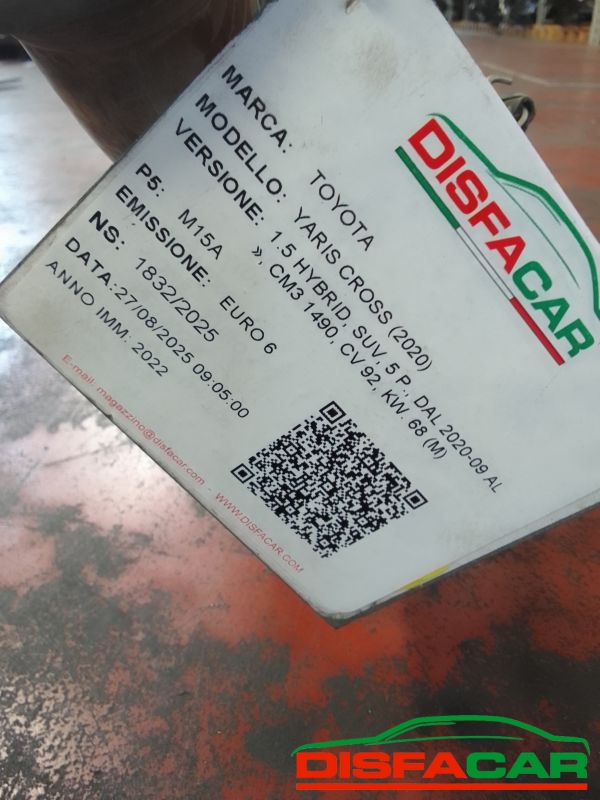 DISFACAR
MARCA: TOYOTA
MODELLO: YARIS CROSS (2020)
VERSIONE: 1.5 HYBRID, SUV, 5 P., DAL 2020-09 AL
», CM3 1490, CV 92, KW. 68 (M)
P5: M15A
EMISSIONE: EURO 6
NS: 1832/2025
DATA:27/08/2025 09:05:00
ANNO IMM. 2022
E-mail. magazzino@disfacar.com - WWW.DISFACAR.COM
DISFACAR